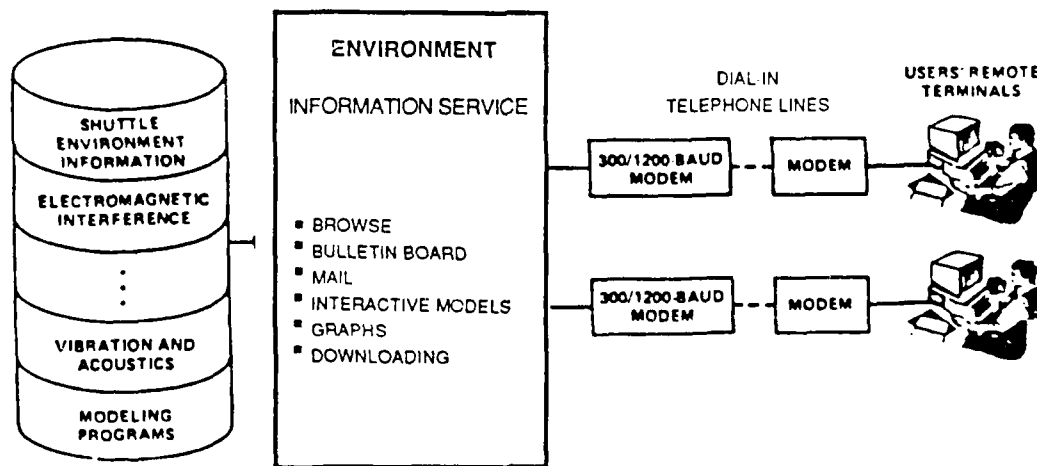 SHUTTLE
ENVIRONMENT
INFORMATION
ELECTROMAGNETIC
INTERFERENCE
VIBRATION AND
ACOUSTICS
MODELING
PROGRAMS
ENVIRONMENT
INFORMATION SERVICE
▪ BROWSE
▪ BULLETIN BOARD
▪ MAIL
▪ INTERACTIVE MODELS
▪ GRAPHS
▪ DOWNLOADING
DIAL-IN
TELEPHONE LINES
USERS' REMOTE
TERMINALS
300/1200-BAUD
MODEM
MODEM
300/1200-BAUD
MODEM
MODEM